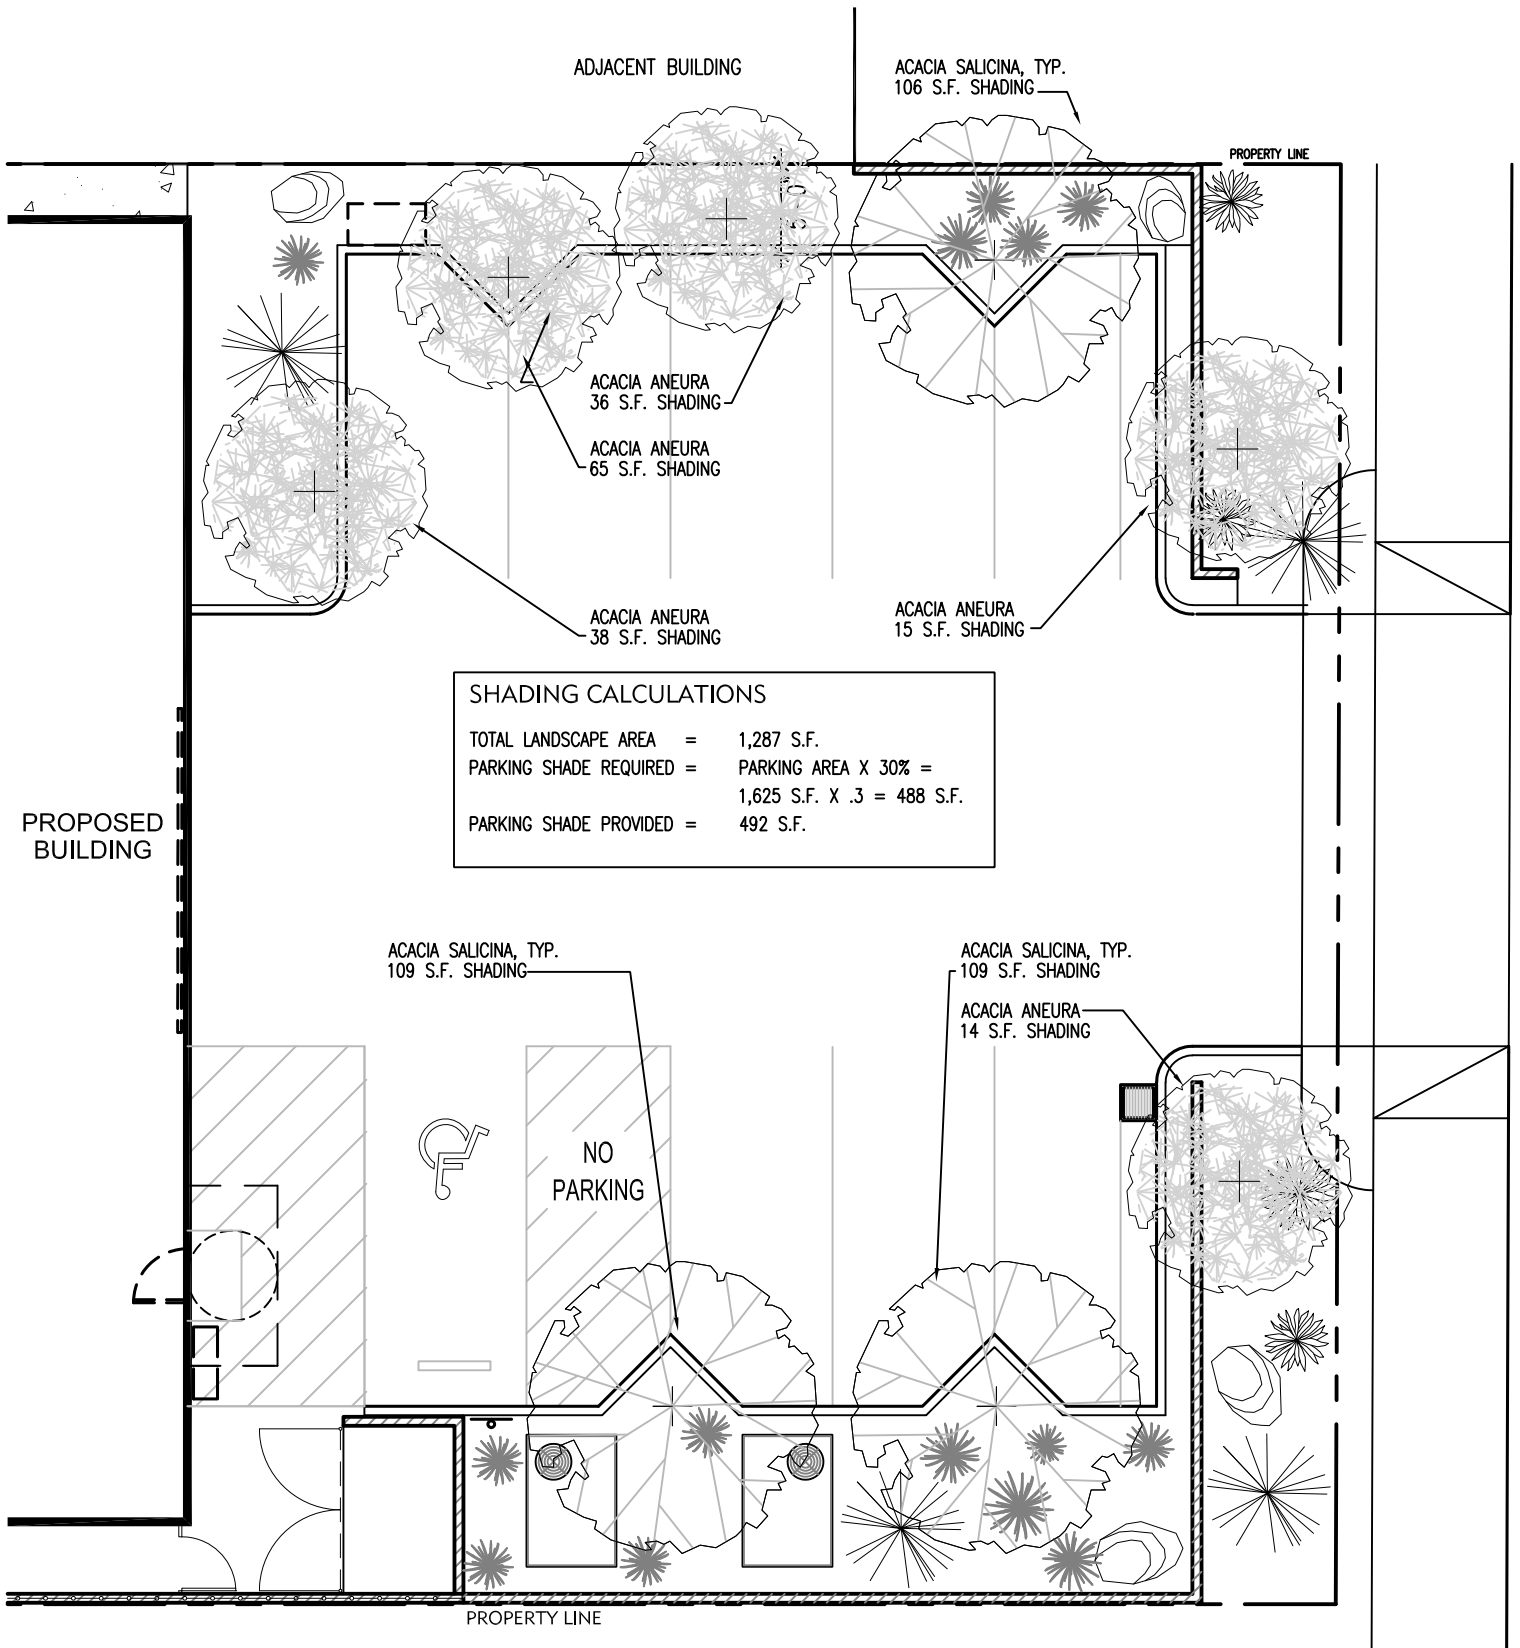 ADJACENT BUILDING
ACACIA SALICINA, TYP.
106 S.F. SHADING
PROPERTY LINE
ACACIA ANEURA
36 S.F. SHADING
ACACIA ANEURA
65 S.F. SHADING
ACACIA ANEURA
38 S.F. SHADING
ACACIA ANEURA
15 S.F. SHADING
SHADING CALCULATIONS
TOTAL LANDSCAPE AREA = 1,287 S.F.
PARKING SHADE REQUIRED = PARKING AREA X 30% =
1,625 S.F. X .3 = 488 S.F.
PARKING SHADE PROVIDED = 492 S.F.
PROPOSED
BUILDING
ACACIA SALICINA, TYP.
109 S.F. SHADING
ACACIA SALICINA, TYP.
109 S.F. SHADING
ACACIA ANEURA
14 S.F. SHADING
NO
PARKING
PROPERTY LINE